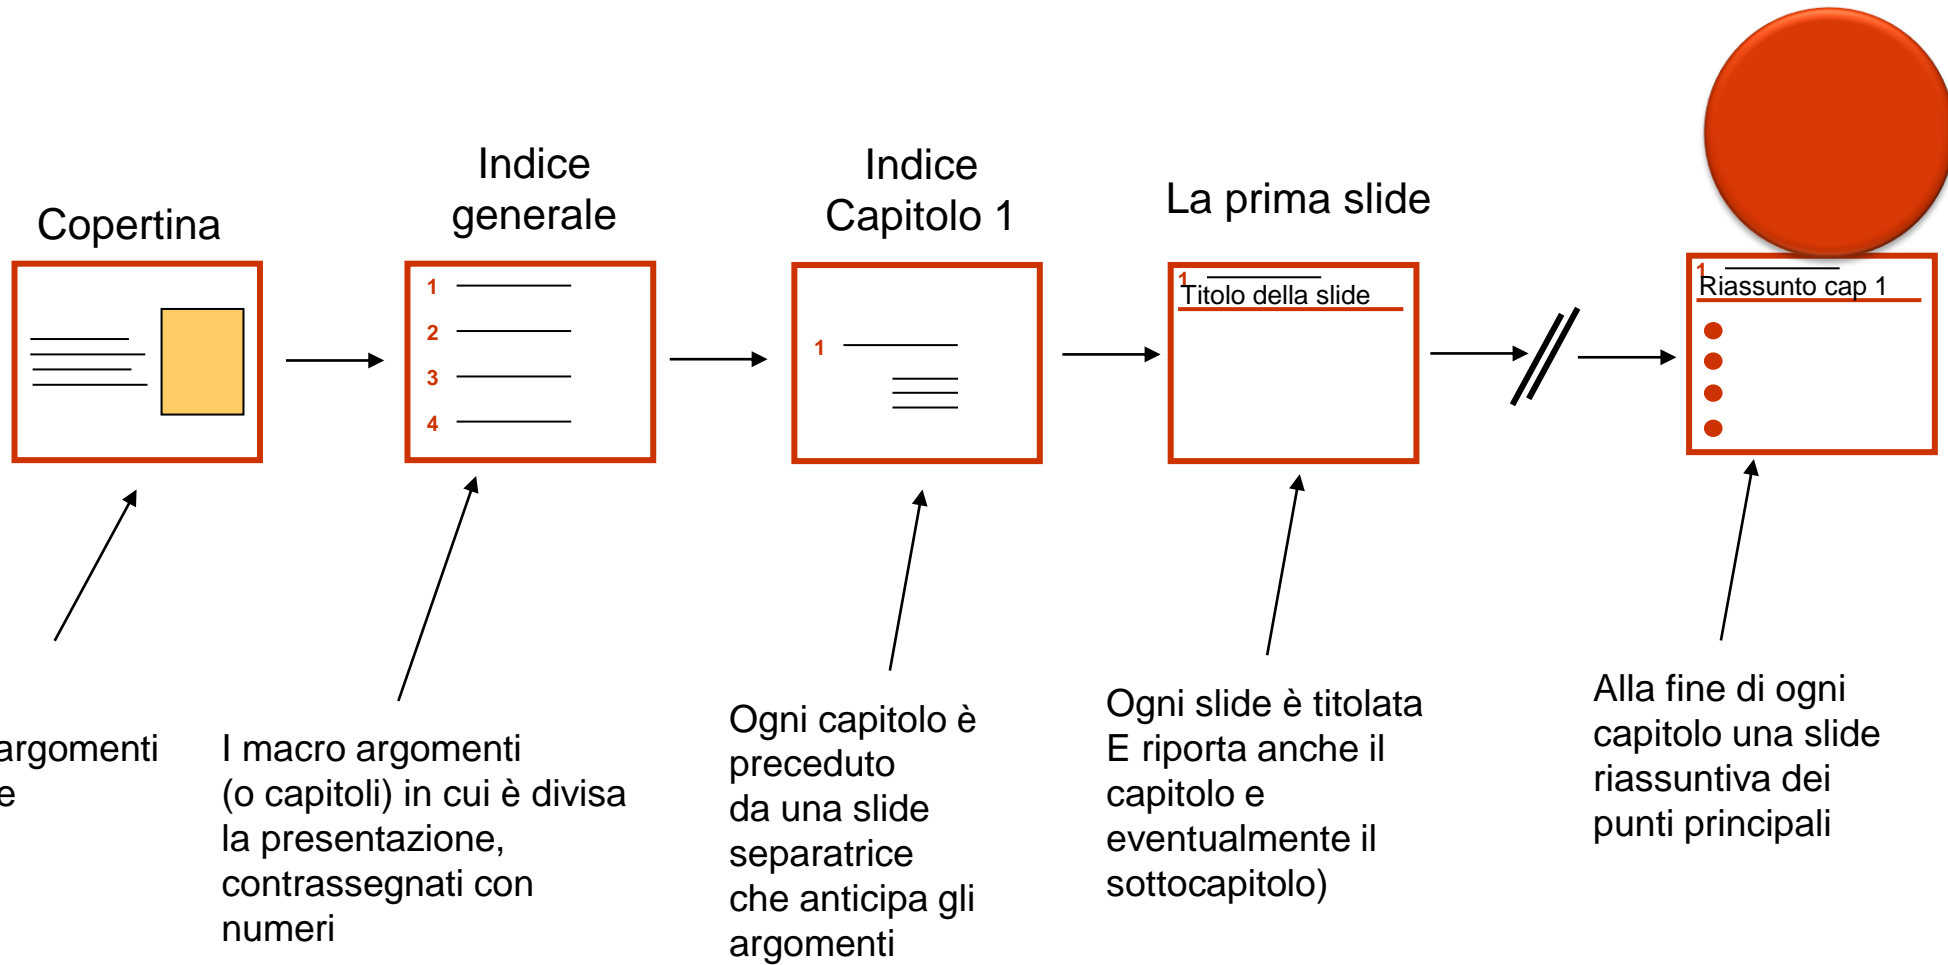 Copertina
Indice
generale
Indice
Capitolo 1
La prima slide
1
2
3
4
1
1
Titolo della slide
1
Riassunto cap 1
argomenti
e
I macro argomenti
(o capitoli) in cui è divisa
la presentazione,
contrassegnati con
numeri
Ogni capitolo è
preceduto
da una slide
separatrice
che anticipa gli
argomenti
Ogni slide è titolata
E riporta anche il
capitolo e
eventualmente il
sottocapitolo)
Alla fine di ogni
capitolo una slide
riassuntiva dei
punti principali